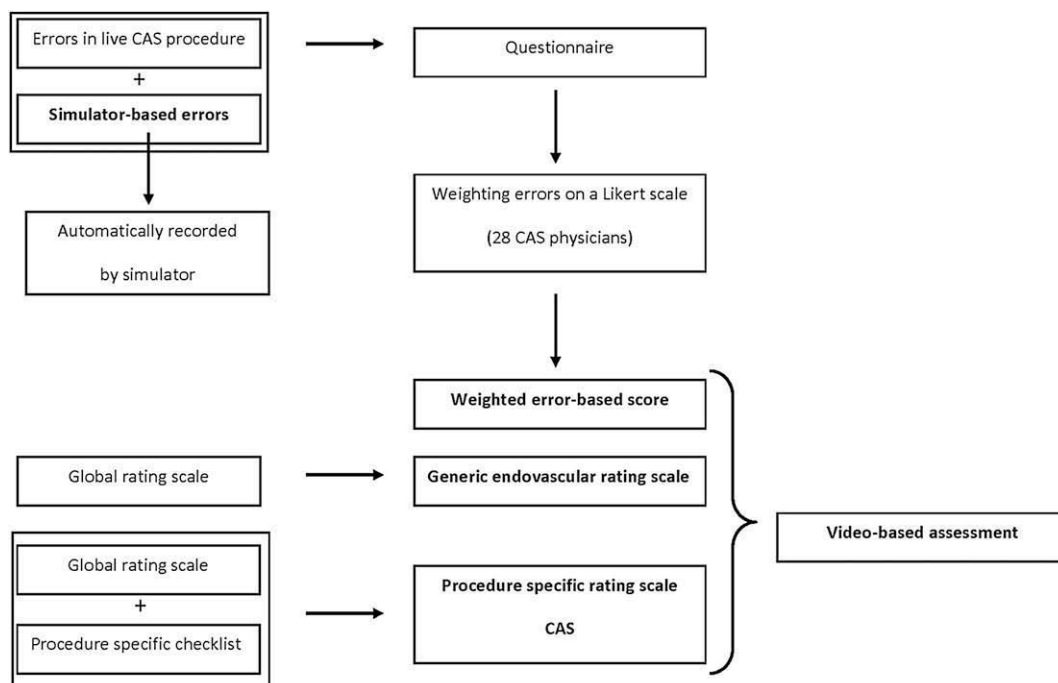 Errors in live CAS procedure
+
Simulator-based errors
Automatically recorded
by simulator
Questionnaire
Weighting errors on a Likert scale
(28 CAS physicians)
Weighted error-based score
Global rating scale
Generic endovascular rating scale
Global rating scale
+
Procedure specific checklist
Procedure specific rating scale
CAS
Video-based assessment